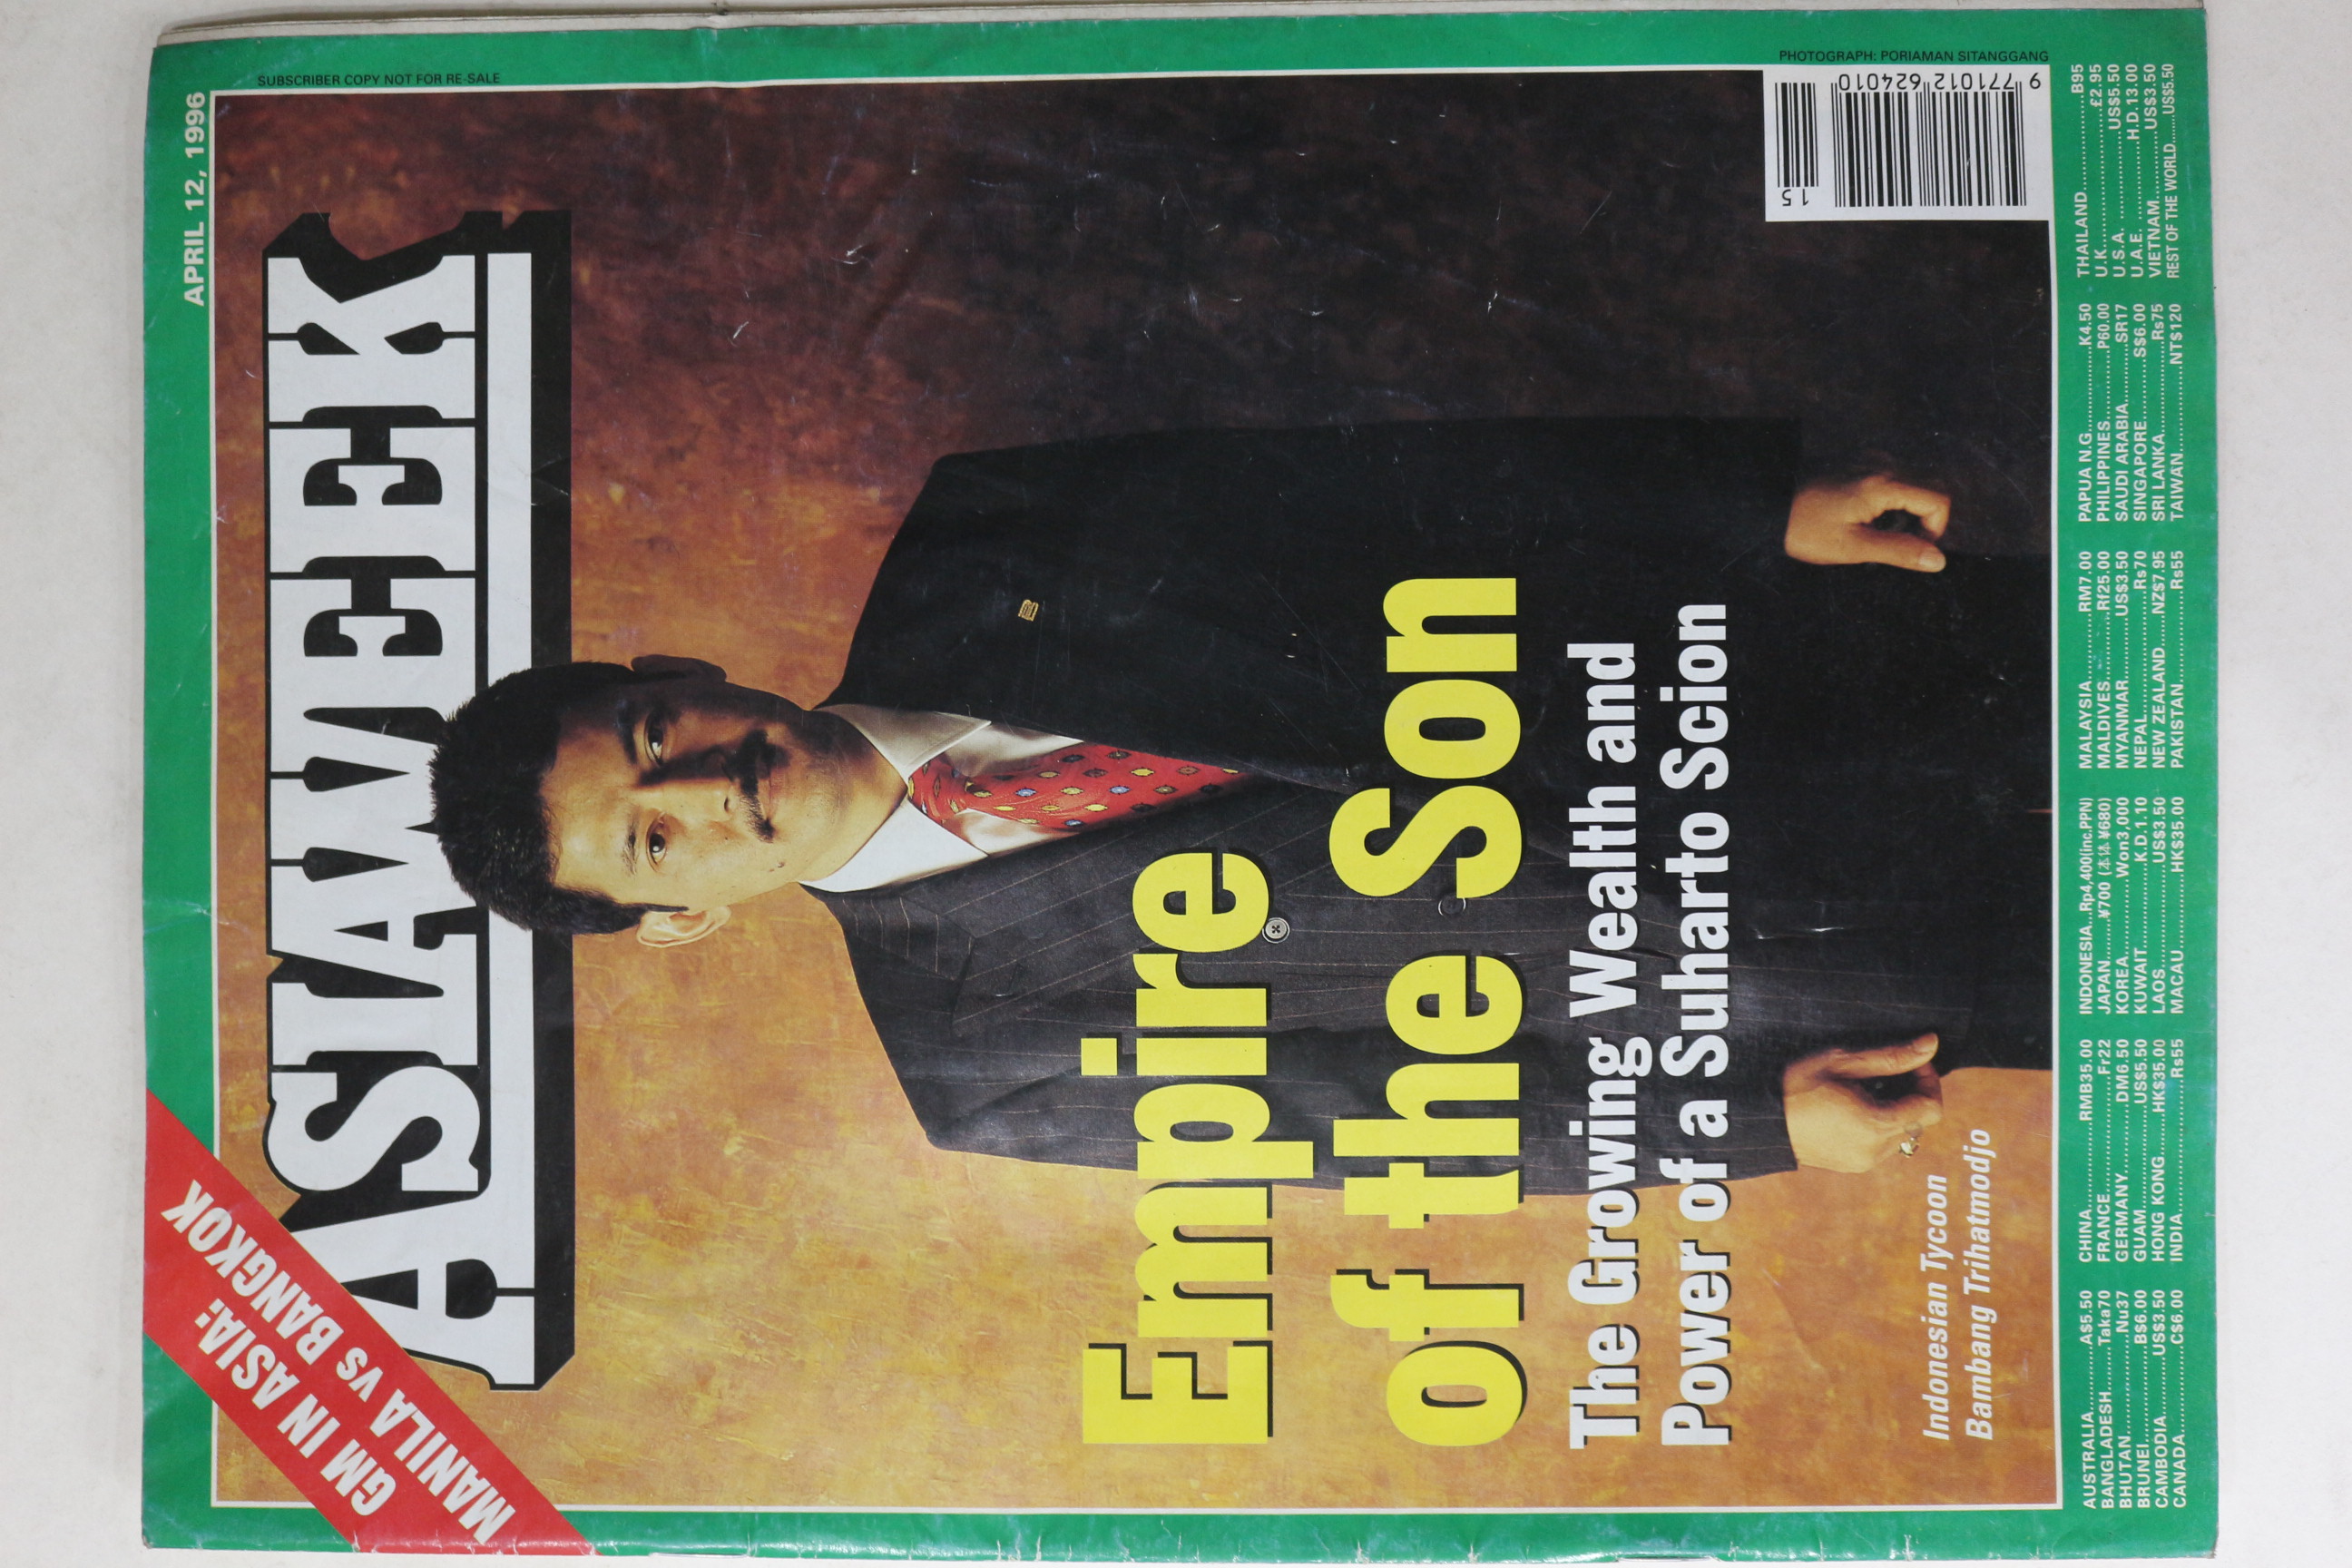 APRIL 12, 1996
SUBSCRIBER COPY NOT FOR RE-SALE
GM IN ASIA:
MANILA VS BANGKOK
ASIAWEEK
Empire
of the Son
The Growing Wealth and
Power of a Suharto Scion
Indonesian Tycoon
Bambang Trihatmodjo
PHOTOGRAPH: PORIAMAN SITANGGANG
15
9 771012 624010
AUSTRALIA..............A$5.50
BANGLADESH........Taka70
BHUTAN...................Nu37
BRUNEI.....................B$6.00
CAMBODIA........US$3.50
CANADA.................C$6.00
CHINA..................RMB35.00
FRANCE.......................Fr22
GERMANY............DM6.50
GUAM.....................US$5.50
HONG KONG......HK$35.00
INDIA..........................Rs55
INDONESIA...Rp4,400(inc.PPN)
JAPAN.......¥700 (本体 ¥680)
KOREA.............Won3,000
KUWAIT................K.D.1.10
LAOS.....................US$3.50
MACAU.............HK$35.00
MALAYSIA............RM7.00
MALDIVES............Rf25.00
MYANMAR..........US$3.50
NEPAL.......................Rs70
NEW ZEALAND.....NZ$7.95
PAKISTAN.................Rs55
PAPUA N.G...............K4.50
PHILIPPINES............P60.00
SAUDI ARABIA.........SR17
SINGAPORE...........S$6.00
SRI LANKA................Rs75
TAIWAN.................NT$120
THAILAND..................B95
U.K..........................£2.95
U.S.A. ..................US$5.50
U.A.E. ..............H.D.13.00
VIETNAM............US$3.50
REST OF THE WORLD.......US$5.50